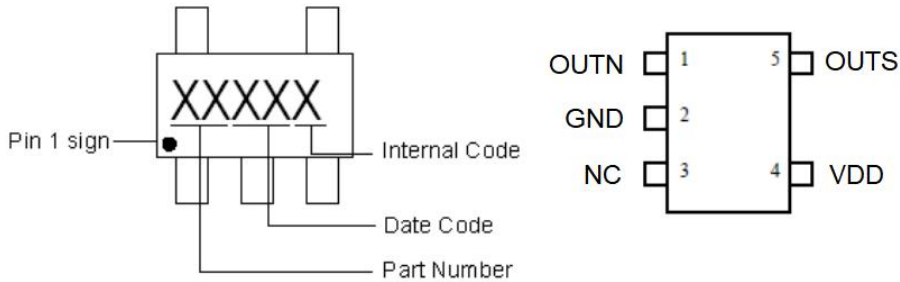 XXXXX
Pin 1 sign
Internal Code
Date Code
Part Number
OUTN 1 5 OUTS
GND 2
NC 3 4 VDD